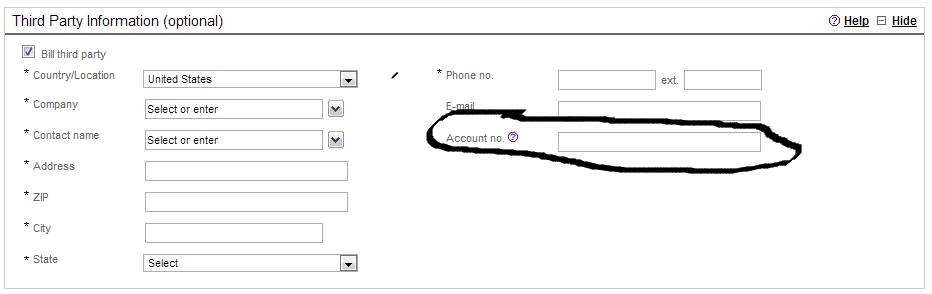 Third Party Information (optional)
Help
Hide
Bill third party
* Country/Location
United States
* Company
Select or enter
* Contact name
Select or enter
* Address
* ZIP
* City
* State
Select
* Phone no.
ext.
E-mail
Account no. ?